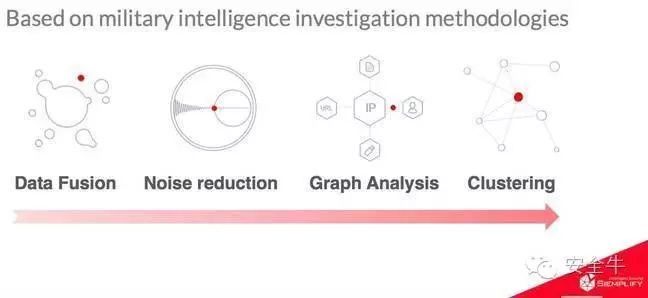 Based on military intelligence investigation methodologies
URL
IP
Data Fusion
Noise reduction
Graph Analysis
Clustering
安全牛
SIEMPLIFY